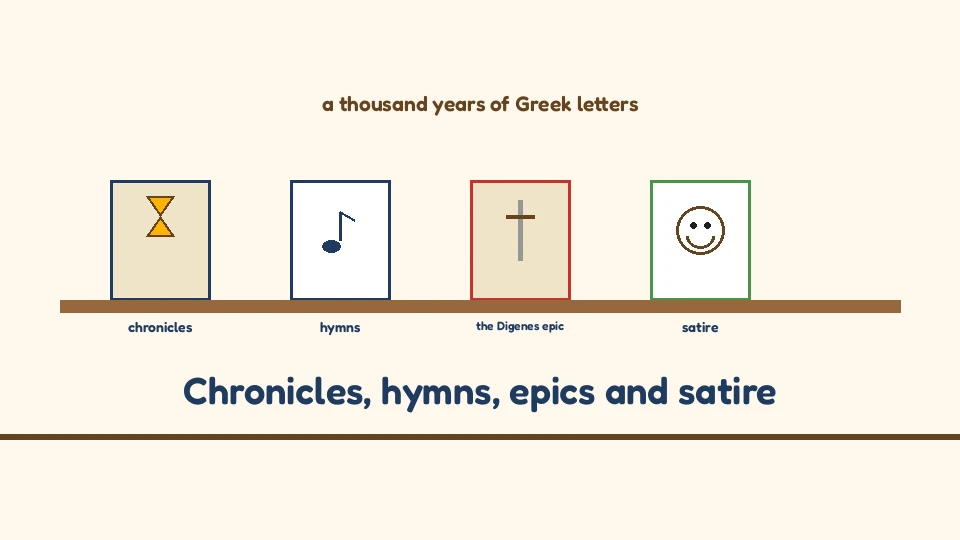 a thousand years of Greek letters
chronicles
hymns
the Digenes epic
satire
Chronicles, hymns, epics and satire